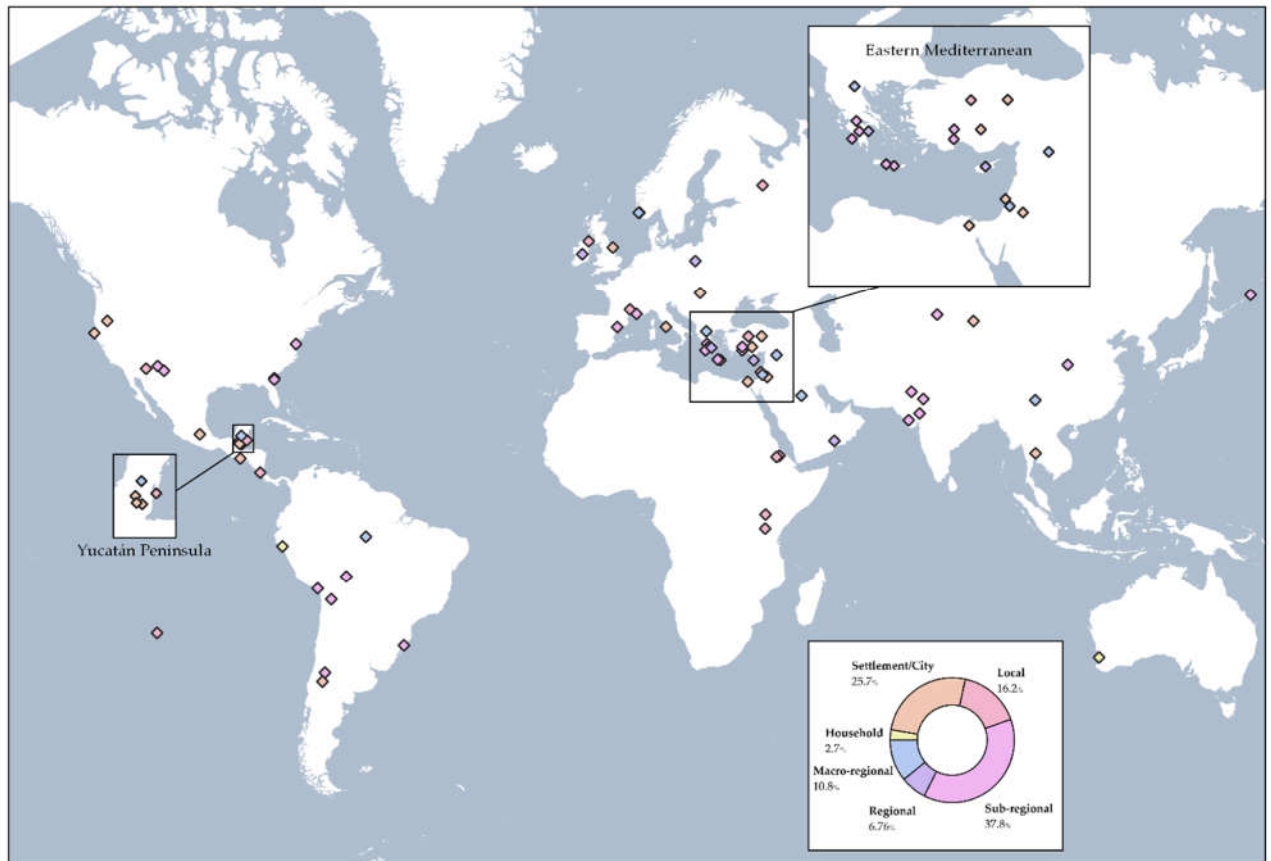 Eastern Mediterranean
Yucatán Peninsula
Settlement/City
25.7%
Local
16.2%
Household
2.7%
Macro-regional
10.8%
Regional
6.76%
Sub-regional
37.8%